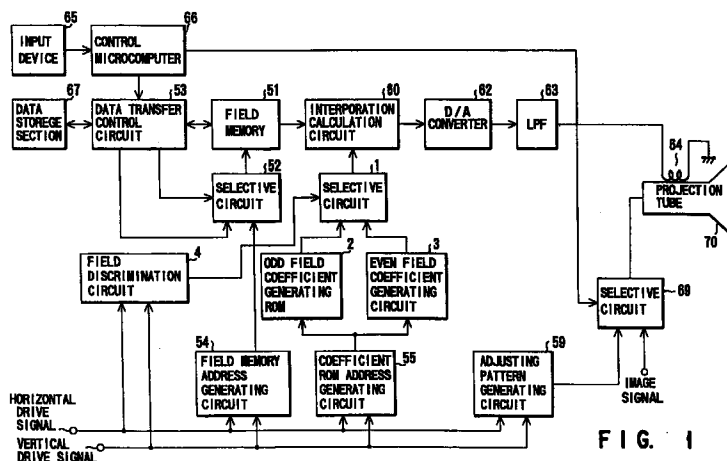 65
66
INPUT
DEVICE
CONTROL
MICROCOMPUTER
67
53
51
60
62
63
DATA
STOREGE
SECTION
DATA TRANSFER
CONTROL
CIRCUIT
FIELD
MEMORY
INTERPORATION
CALCULATION
CIRCUIT
D/A
CONVERTER
LPF
64
52
1
SELECTIVE
CIRCUIT
SELECTIVE
CIRCUIT
PROJECTION
TUBE
70
4
2
3
FIELD
DISCRIMINATION
CIRCUIT
ODD FIELD
COEFFICIENT
GENERATING
ROM
EVEN FIELD
COEFFICIENT
GENERATING
CIRCUIT
SELECTIVE
CIRCUIT
69
54
55
59
FIELD MEMORY
ADDRESS
GENERATING
CIRCUIT
COEFFICIENT
ROM ADDRESS
GENERATING
CIRCUIT
ADJUSTING
PATTERN
GENERATING
CIRCUIT
IMAGE
SIGNAL
HORIZONTAL
DRIVE
SIGNAL
VERTICAL
DRIVE SIGNAL
FIG. 1